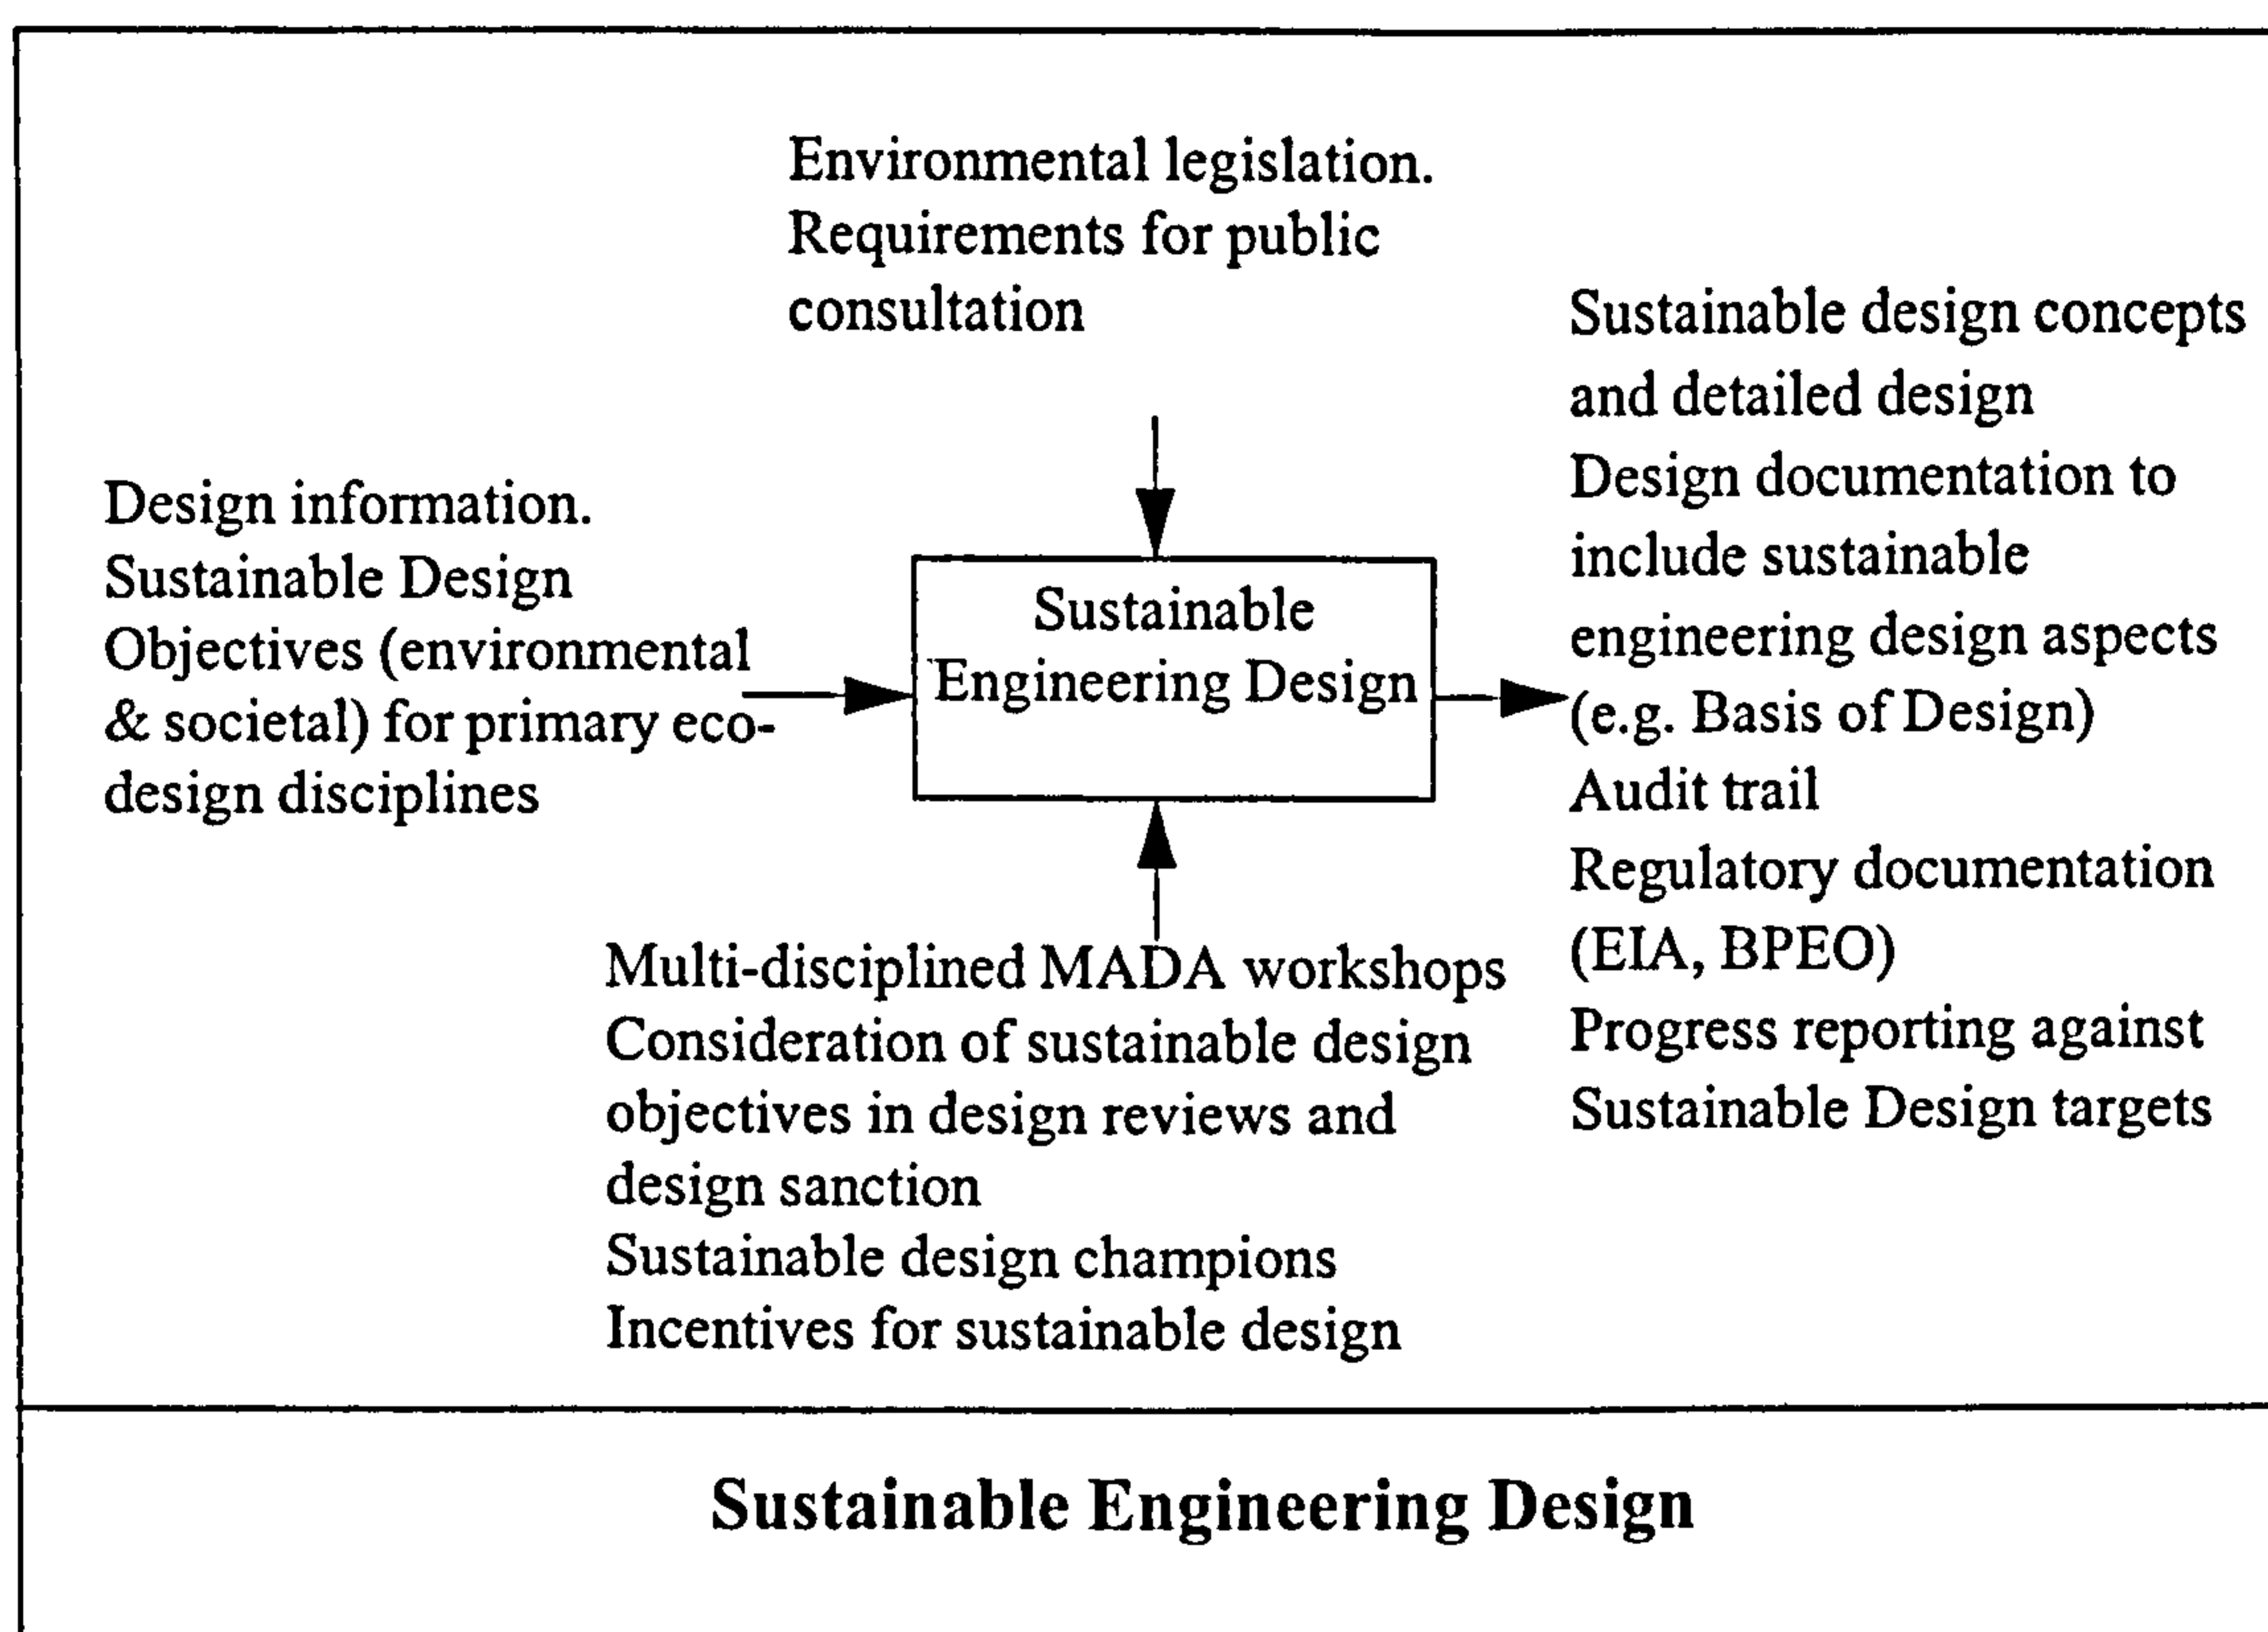 Environmental legislation.
Requirements for public
consultation
Design information.
Sustainable Design
Objectives (environmental
& societal) for primary eco-
design disciplines
Sustainable
Engineering Design
Sustainable design concepts
and detailed design
Design documentation to
include sustainable
engineering design aspects
(e.g. Basis of Design)
Audit trail
Regulatory documentation
(EIA, BPEO)
Progress reporting against
Sustainable Design targets
Multi-disciplined MADA workshops
Consideration of sustainable design
objectives in design reviews and
design sanction
Sustainable design champions
Incentives for sustainable design
Sustainable Engineering Design